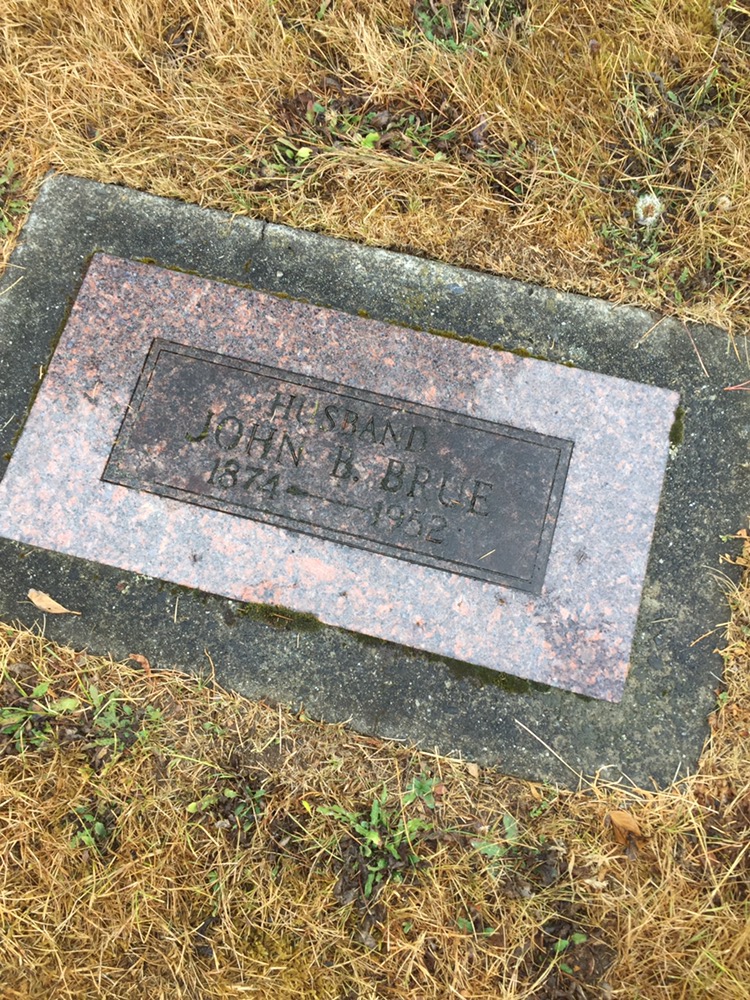 HUSBAND
JOHN B. BRUE
1874 — 1952